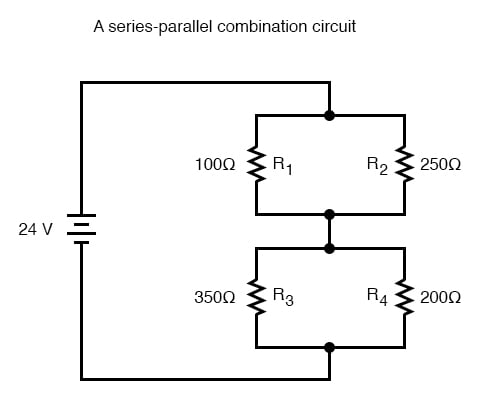 A series-parallel combination circuit
100Ω R₁ R₂ 250Ω
24 V
350Ω R₃ R₄ 200Ω